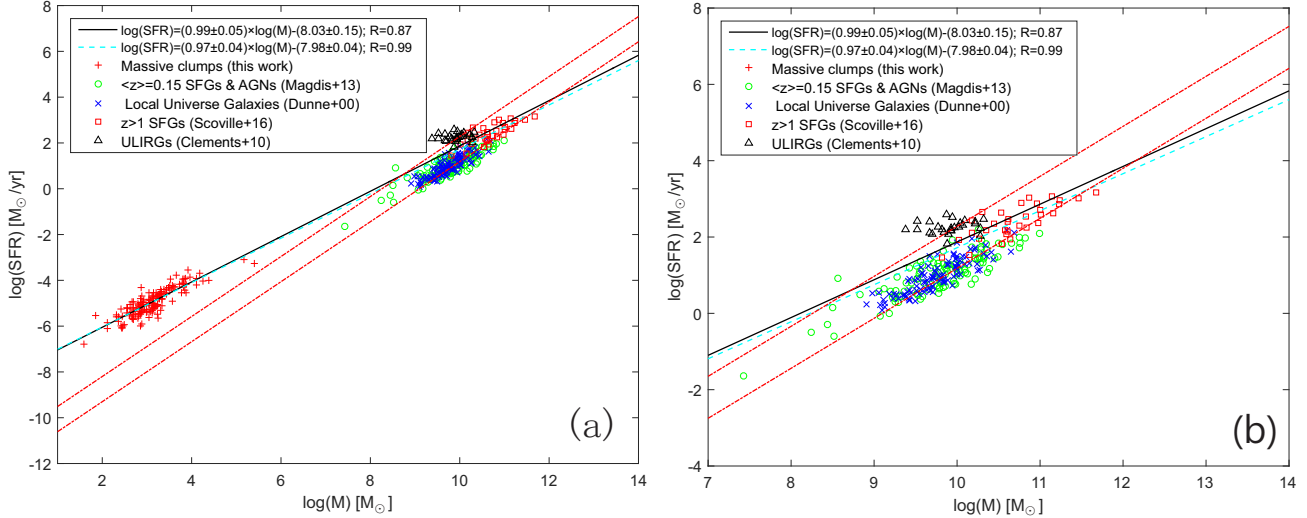 8
6
4
2
0
-2
-4
-6
-8
-10
-12
log(SFR) [M⊙/yr]
log(SFR)=(0.99±0.05)×log(M)-(8.03±0.15); R=0.87
log(SFR)=(0.97±0.04)×log(M)-(7.98±0.04); R=0.99
Massive clumps (this work)
<z>=0.15 SFGs & AGNs (Magdis+13)
Local Universe Galaxies (Dunne+00)
z>1 SFGs (Scoville+16)
ULIRGs (Clements+10)
(a)
2 4 6 8 10 12 14
log(M) [M⊙]
8
6
4
2
0
-2
-4
log(SFR) [M⊙/yr]
log(SFR)=(0.99±0.05)×log(M)-(8.03±0.15); R=0.87
log(SFR)=(0.97±0.04)×log(M)-(7.98±0.04); R=0.99
Massive clumps (this work)
<z>=0.15 SFGs & AGNs (Magdis+13)
Local Universe Galaxies (Dunne+00)
z>1 SFGs (Scoville+16)
ULIRGs (Clements+10)
(b)
7 8 9 10 11 12 13 14
log(M) [M⊙]